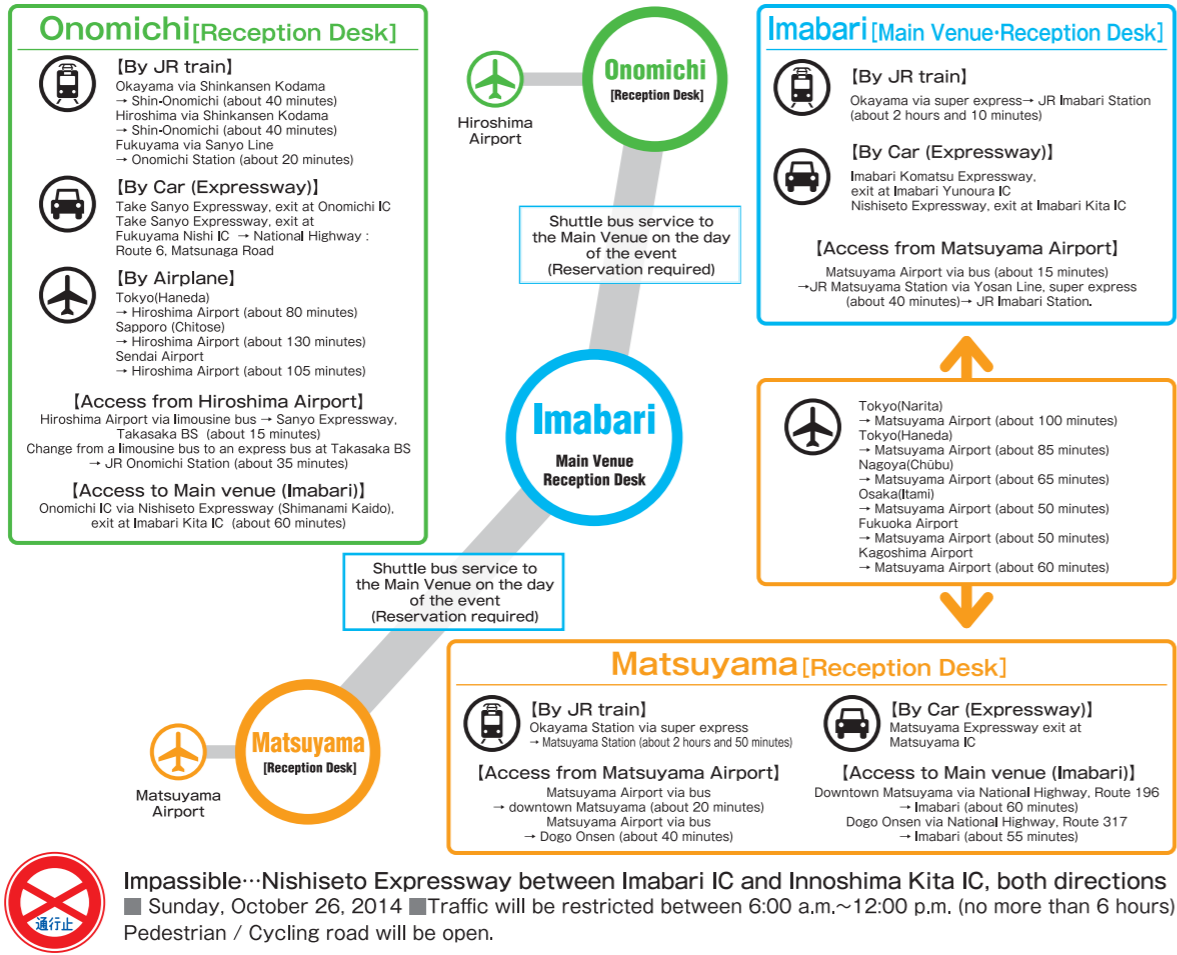 Onomichi[Reception Desk]
【By JR train】
Okayama via Shinkansen Kodama
→ Shin-Onomichi (about 40 minutes)
Hiroshima via Shinkansen Kodama
→ Shin-Onomichi (about 40 minutes)
Fukuyama via Sanyo Line
→ Onomichi Station (about 20 minutes)
【By Car (Expressway)】
Take Sanyo Expressway, exit at Onomichi IC
Take Sanyo Expressway, exit at
Fukuyama Nishi IC → National Highway :
Route 6, Matsunaga Road
【By Airplane】
Tokyo(Haneda)
→ Hiroshima Airport (about 80 minutes)
Sapporo (Chitose)
→ Hiroshima Airport (about 130 minutes)
Sendai Airport
→ Hiroshima Airport (about 105 minutes)
【Access from Hiroshima Airport】
Hiroshima Airport via limousine bus → Sanyo Expressway,
Takasaka BS (about 15 minutes)
Change from a limousine bus to an express bus at Takasaka BS
→ JR Onomichi Station (about 35 minutes)
【Access to Main venue (Imabari)】
Onomichi IC via Nishiseto Expressway (Shimanami Kaido),
exit at Imabari Kita IC (about 60 minutes)
Hiroshima
Airport
Onomichi
[Reception Desk]
Shuttle bus service to
the Main Venue on the day
of the event
(Reservation required)
Imabari
Main Venue
Reception Desk
Shuttle bus service to
the Main Venue on the day
of the event
(Reservation required)
Matsuyama
[Reception Desk]
Matsuyama
Airport
Imabari[Main Venue·Reception Desk]
【By JR train】
Okayama via super express→ JR Imabari Station
(about 2 hours and 10 minutes)
【By Car (Expressway)】
Imabari Komatsu Expressway,
exit at Imabari Yunoura IC
Nishiseto Expressway, exit at Imabari Kita IC
【Access from Matsuyama Airport】
Matsuyama Airport via bus (about 15 minutes)
→JR Matsuyama Station via Yosan Line, super express
(about 40 minutes)→ JR Imabari Station.
Tokyo(Narita)
→ Matsuyama Airport (about 100 minutes)
Tokyo(Haneda)
→ Matsuyama Airport (about 85 minutes)
Nagoya(Chūbu)
→ Matsuyama Airport (about 65 minutes)
Osaka(Itami)
→ Matsuyama Airport (about 50 minutes)
Fukuoka Airport
→ Matsuyama Airport (about 50 minutes)
Kagoshima Airport
→ Matsuyama Airport (about 60 minutes)
Matsuyama[Reception Desk]
【By JR train】
Okayama Station via super express
→ Matsuyama Station (about 2 hours and 50 minutes)
【Access from Matsuyama Airport】
Matsuyama Airport via bus
→ downtown Matsuyama (about 20 minutes)
Matsuyama Airport via bus
→ Dogo Onsen (about 40 minutes)
【By Car (Expressway)】
Matsuyama Expressway exit at
Matsuyama IC
【Access to Main venue (Imabari)】
Downtown Matsuyama via National Highway, Route 196
→ Imabari (about 60 minutes)
Dogo Onsen via National Highway, Route 317
→ Imabari (about 55 minutes)
通行止
Impassible…Nishiseto Expressway between Imabari IC and Innoshima Kita IC, both directions
■ Sunday, October 26, 2014 ■Traffic will be restricted between 6:00 a.m.~12:00 p.m. (no more than 6 hours)
Pedestrian / Cycling road will be open.